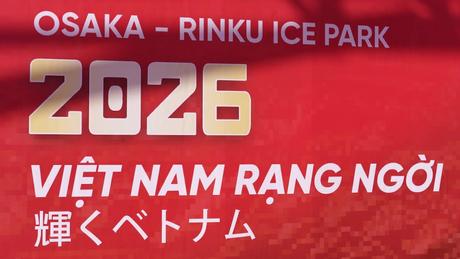 OSAKA - RINKU ICE PARK
2026
VIỆT NAM RẠNG NGỜI
輝くベトナム